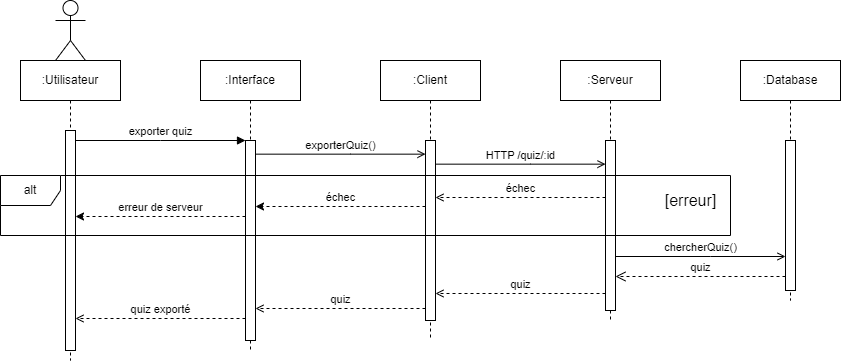 :Utilisateur
:Interface
:Client
:Serveur
:Database
exporter quiz
exporterQuiz()
HTTP /quiz/:id
alt
[erreur]
échec
échec
erreur de serveur
chercherQuiz()
quiz
quiz
quiz
quiz exporté